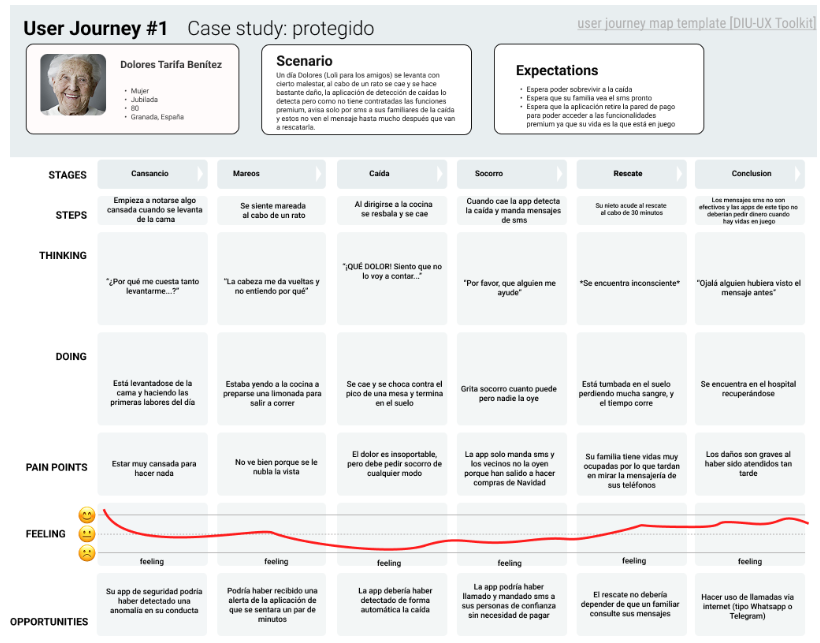 User Journey #1 Case study: protegido
user journey map template [DIU-UX Toolkit]
Dolores Tarifa Benítez
• Mujer
• Jubilada
• 80
• Granada, España
Scenario
Un día Dolores (Loli para los amigos) se levanta con
cierto malestar, al cabo de un rato se cae y se hace
bastante daño, la aplicación de detección de caídas lo
detecta pero como no tiene contratadas las funciones
premium, avisa solo por sms a sus familiares de la caída
y estos no ven el mensaje hasta mucho después que van
a rescatarla.
Expectations
• Espera poder sobrevivir a la caída
• Espera que su familia vea el sms pronto
• Espera que la aplicación retire la pared de pago
para poder acceder a las funcionalidades
premium ya que su vida es la que está en juego
STAGES
Cansancio
Mareos
Caída
Socorro
Rescate
Conclusion
STEPS
Empieza a notarse algo
cansada cuando se levanta
de la cama
Se siente mareada
al cabo de un rato
Al dirigirse a la cocina
se resbala y se cae
Cuando cae la app detecta
la caída y manda mensajes
de sms
Su nieto acude al rescate
al cabo de 30 minutos
Los mensajes sms no son
efectivos y las apps de este tipo no
deberían pedir dinero cuando
hay vidas en juego
THINKING
"¿Por qué me cuesta tanto
levantarme...?"
"La cabeza me da vueltas y
no entiendo por qué"
"¡QUÉ DOLOR! Siento que no
lo voy a contar..."
"Por favor, que alguien me
ayude"
*Se encuentra inconsciente*
"Ojalá alguien hubiera visto el
mensaje antes"
DOING
Está levantadose de la
cama y haciendo las
primeras labores del día
Estaba yendo a la cocina a
preparse una limonada para
salir a correr
Se cae y se choca contra el
pico de una mesa y termina
en el suelo
Grita socorro cuanto puede
pero nadie la oye
Está tumbada en el suelo
perdiendo mucha sangre, y
el tiempo corre
Se encuentra en el hospital
recuperándose
PAIN POINTS
Estar muy cansada para
hacer nada
No ve bien porque se le
nubla la vista
El dolor es insoportable,
pero debe pedir socorro de
cualquier modo
La app solo manda sms y
los vecinos no la oyen
porque han salido a hacer
compras de Navidad
Su familia tiene vidas muy
ocupadas por lo que tardan
en mirar la mensajería de
sus teléfonos
Los daños son graves al
haber sido atendidos tan
tarde
FEELING
feeling
feeling
feeling
feeling
feeling
feeling
OPPORTUNITIES
Su app de seguridad podría
haber detectado una
anomalía en su conducta
Podría haber recibido una
alerta de la aplicación de
que se sentara un par de
minutos
La app debería haber
detectado de forma
automática la caída
La app podría haber
llamado y mandado sms a
sus personas de confianza
sin necesidad de pagar
El rescate no debería
depender de que un familiar
consulte sus mensajes
Hacer uso de llamadas via
internet (tipo Whatsapp o
Telegram)